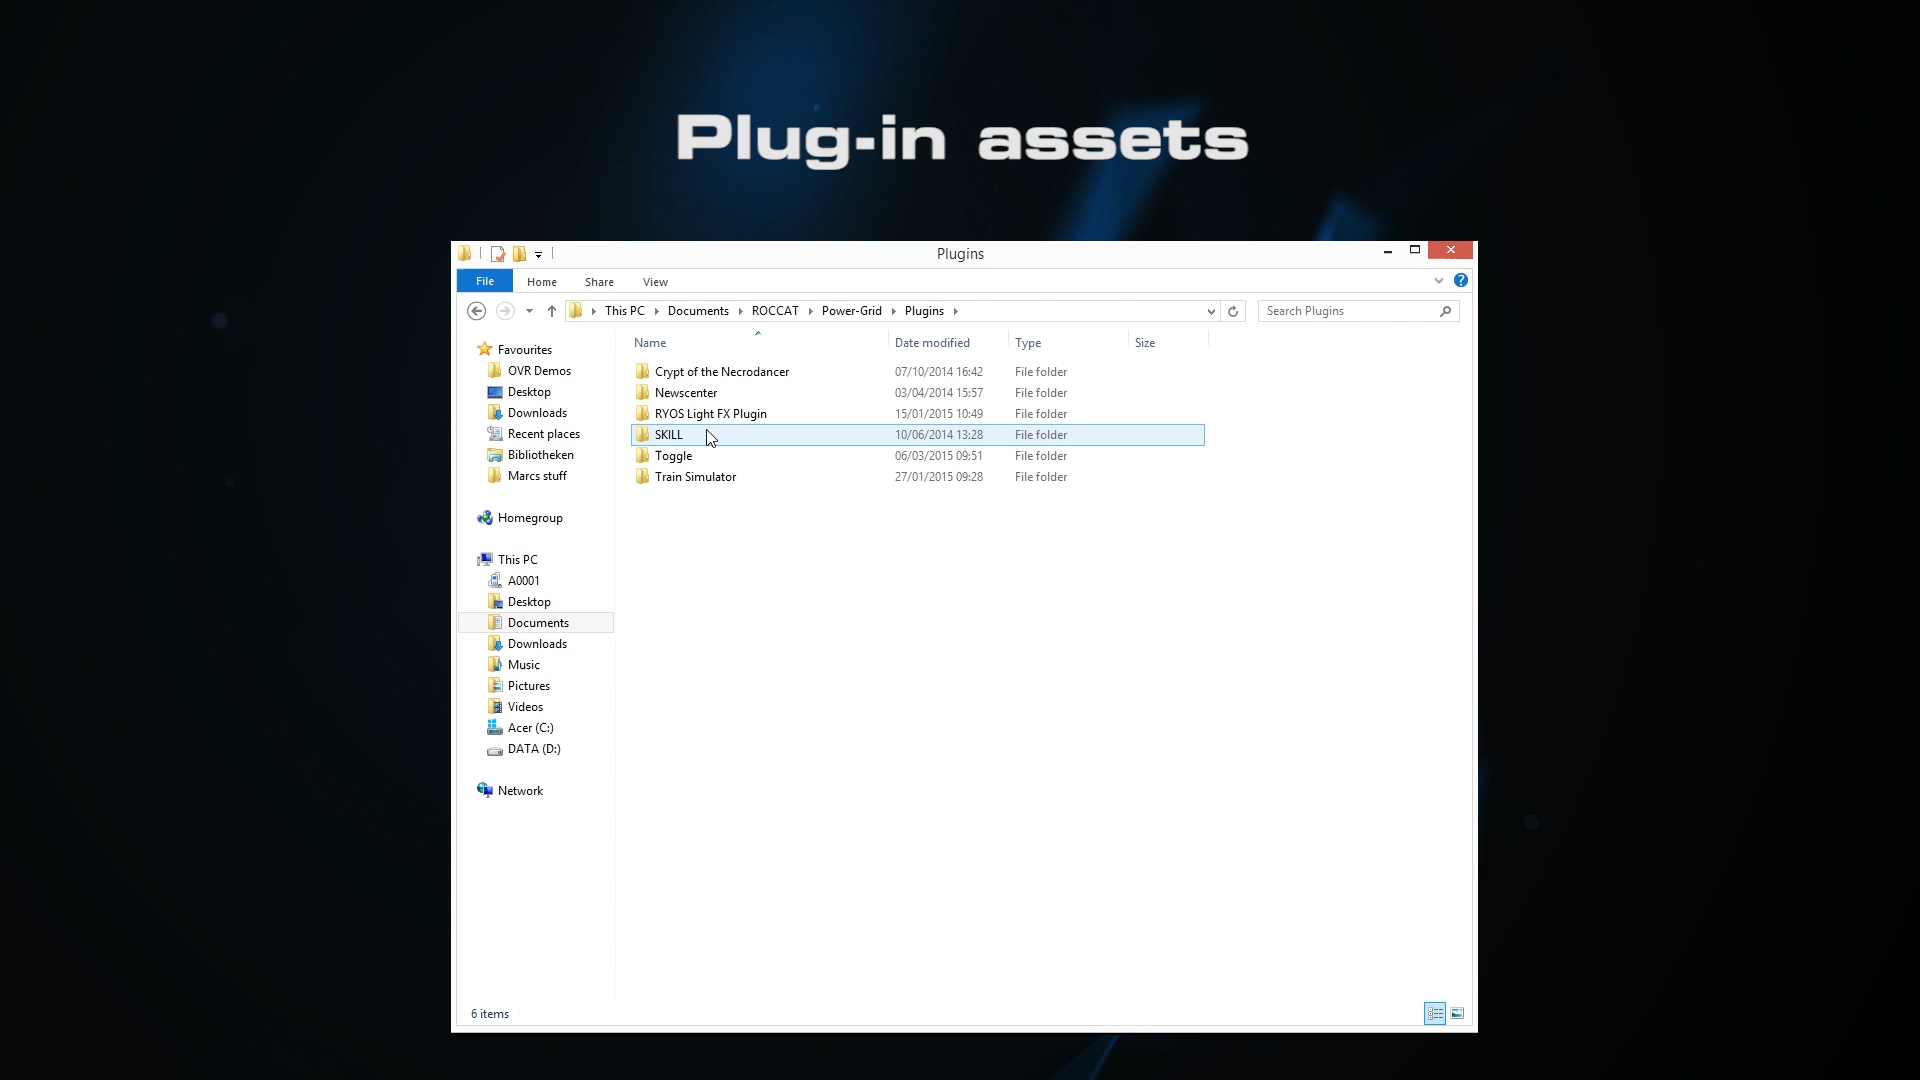 Plug-in assets
Plugins
File Home Share View
This PC Documents ROCCAT Power-Grid Plugins
Search Plugins
Name Date modified Type Size
Crypt of the Necrodancer 07/10/2014 16:42 File folder
Newscenter 03/04/2014 15:57 File folder
RYOS Light FX Plugin 15/01/2015 10:49 File folder
SKILL 10/06/2014 13:28 File folder
Toggle 06/03/2015 09:51 File folder
Train Simulator 27/01/2015 09:28 File folder
Favourites
OVR Demos
Desktop
Downloads
Recent places
Bibliotheken
Marcs stuff
Homegroup
This PC
A0001
Desktop
Documents
Downloads
Music
Pictures
Videos
Acer (C:)
DATA (D:)
Network
6 items